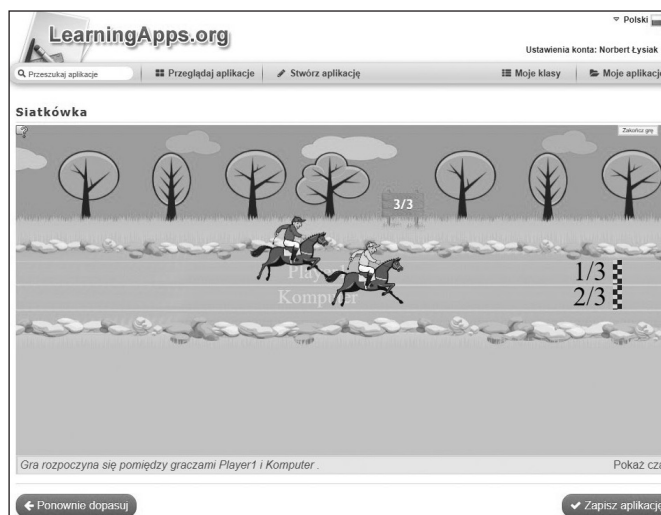 LearningApps.org
Polski
Ustawienia konta: Norbert Łysiak
Przeszukaj aplikacje
Przeglądaj aplikacje
Stwórz aplikację
Moje klasy
Moje aplikacje
Siatkówka
Zakończ grę
3/3
Player1
Komputer
1/3
2/3
Gra rozpoczyna się pomiędzy graczami Player1 i Komputer .
Pokaż cza
Ponownie dopasuj
Zapisz aplikację